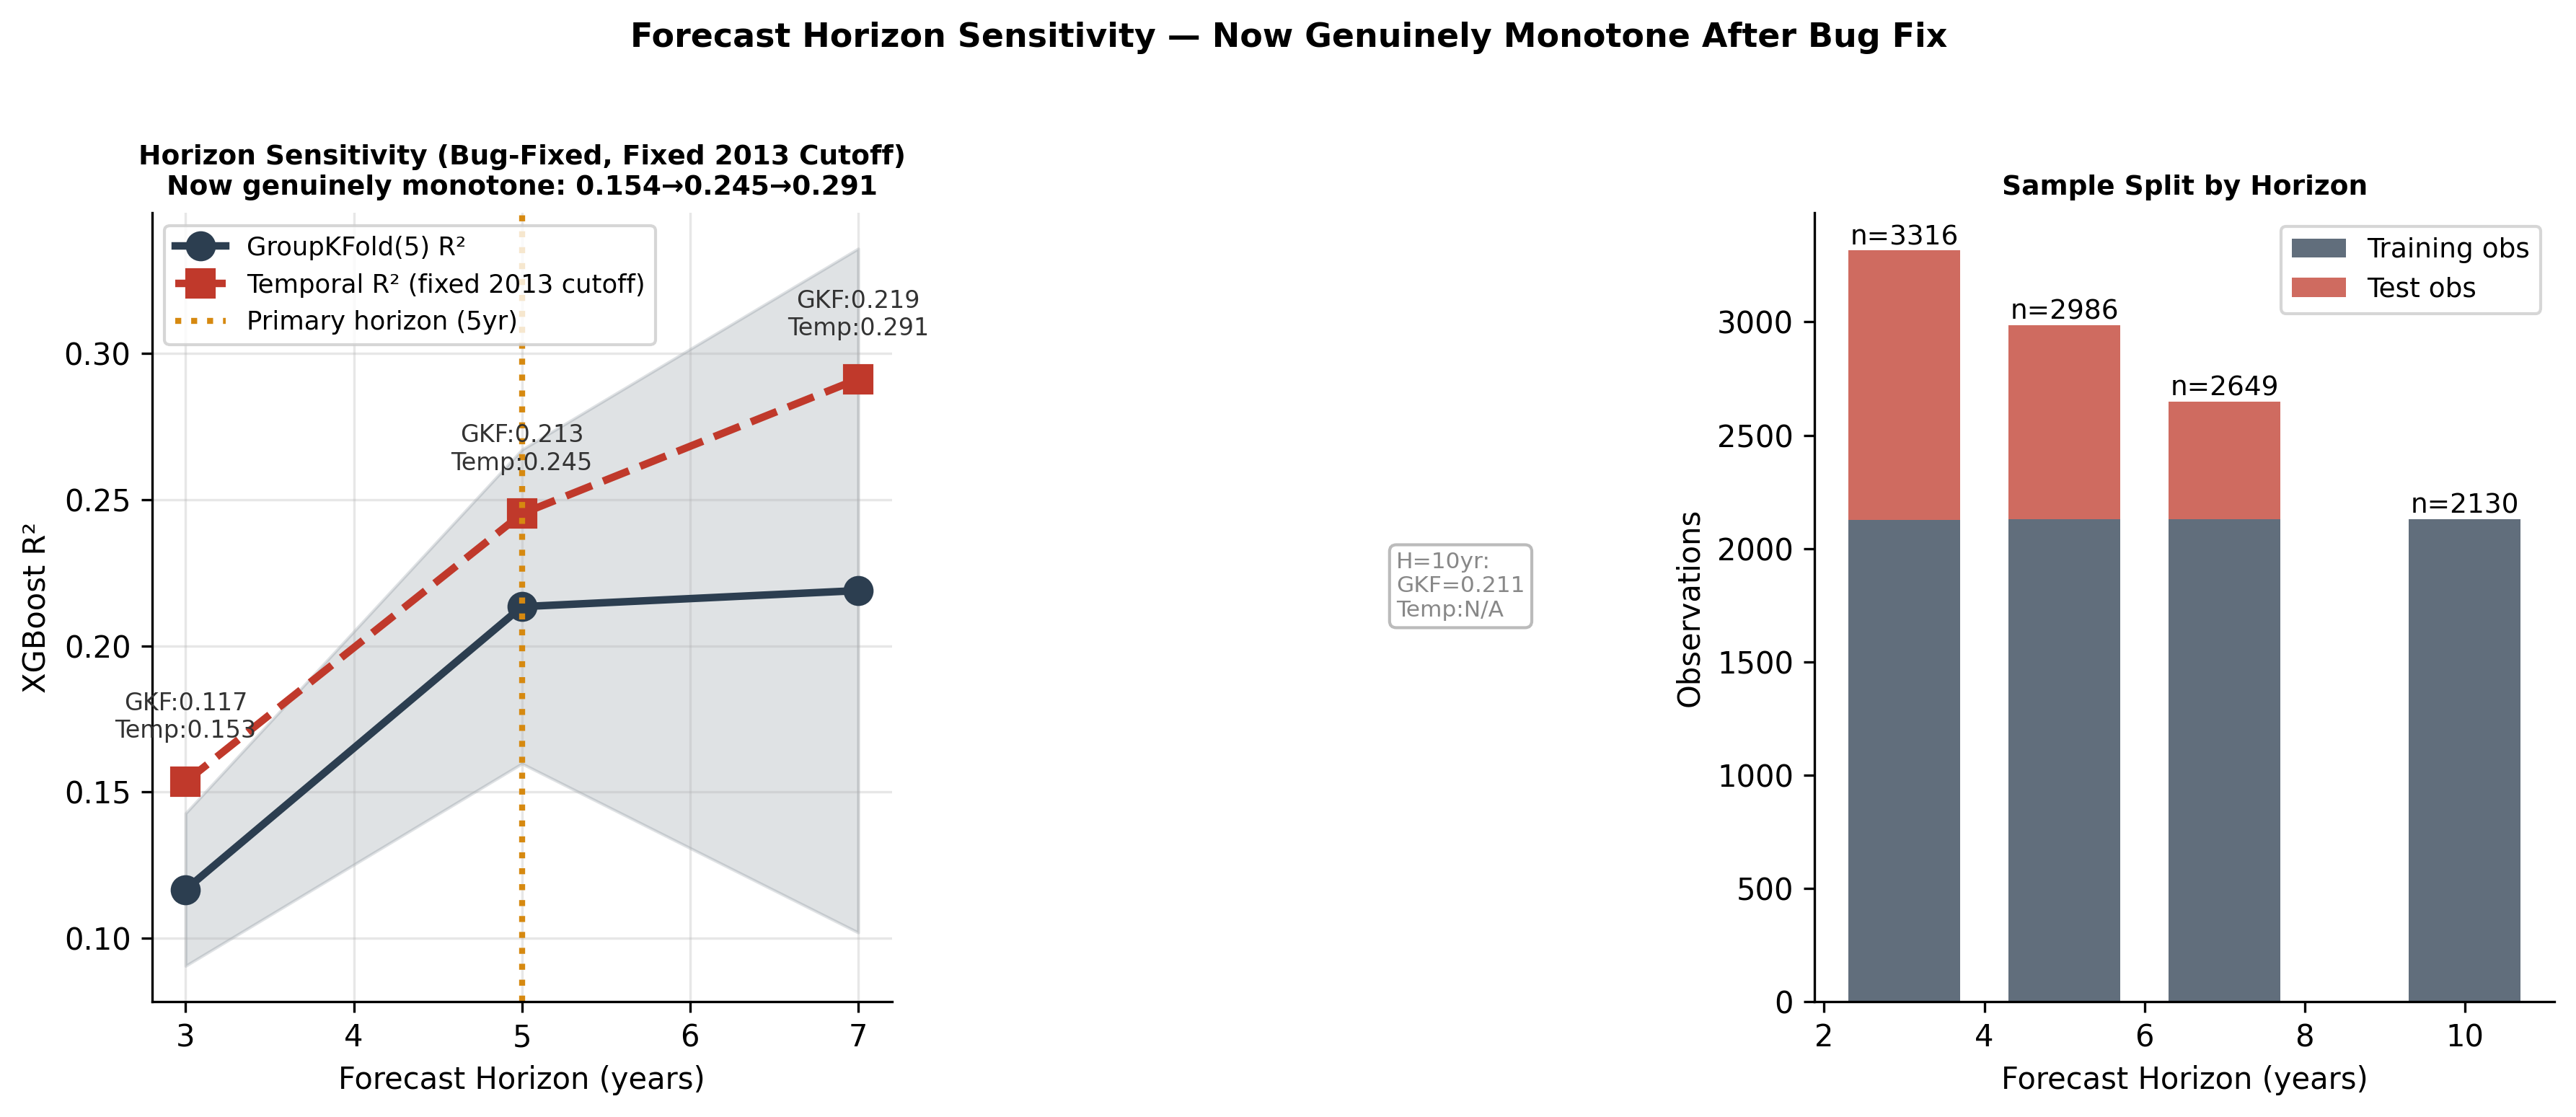 Forecast Horizon Sensitivity — Now Genuinely Monotone After Bug Fix
Horizon Sensitivity (Bug-Fixed, Fixed 2013 Cutoff)
Now genuinely monotone: 0.154→0.245→0.291
GroupKFold(5) R²
Temporal R² (fixed 2013 cutoff)
Primary horizon (5yr)
GKF:0.219
Temp:0.291
GKF:0.213
Temp:0.245
GKF:0.117
Temp:0.153
XGBoost R²
0.30
0.25
0.20
0.15
0.10
3
4
5
6
7
Forecast Horizon (years)
H=10yr:
GKF=0.211
Temp:N/A
Sample Split by Horizon
Training obs
Test obs
n=3316
n=2986
n=2649
n=2130
Observations
3000
2500
2000
1500
1000
500
0
2
4
6
8
10
Forecast Horizon (years)